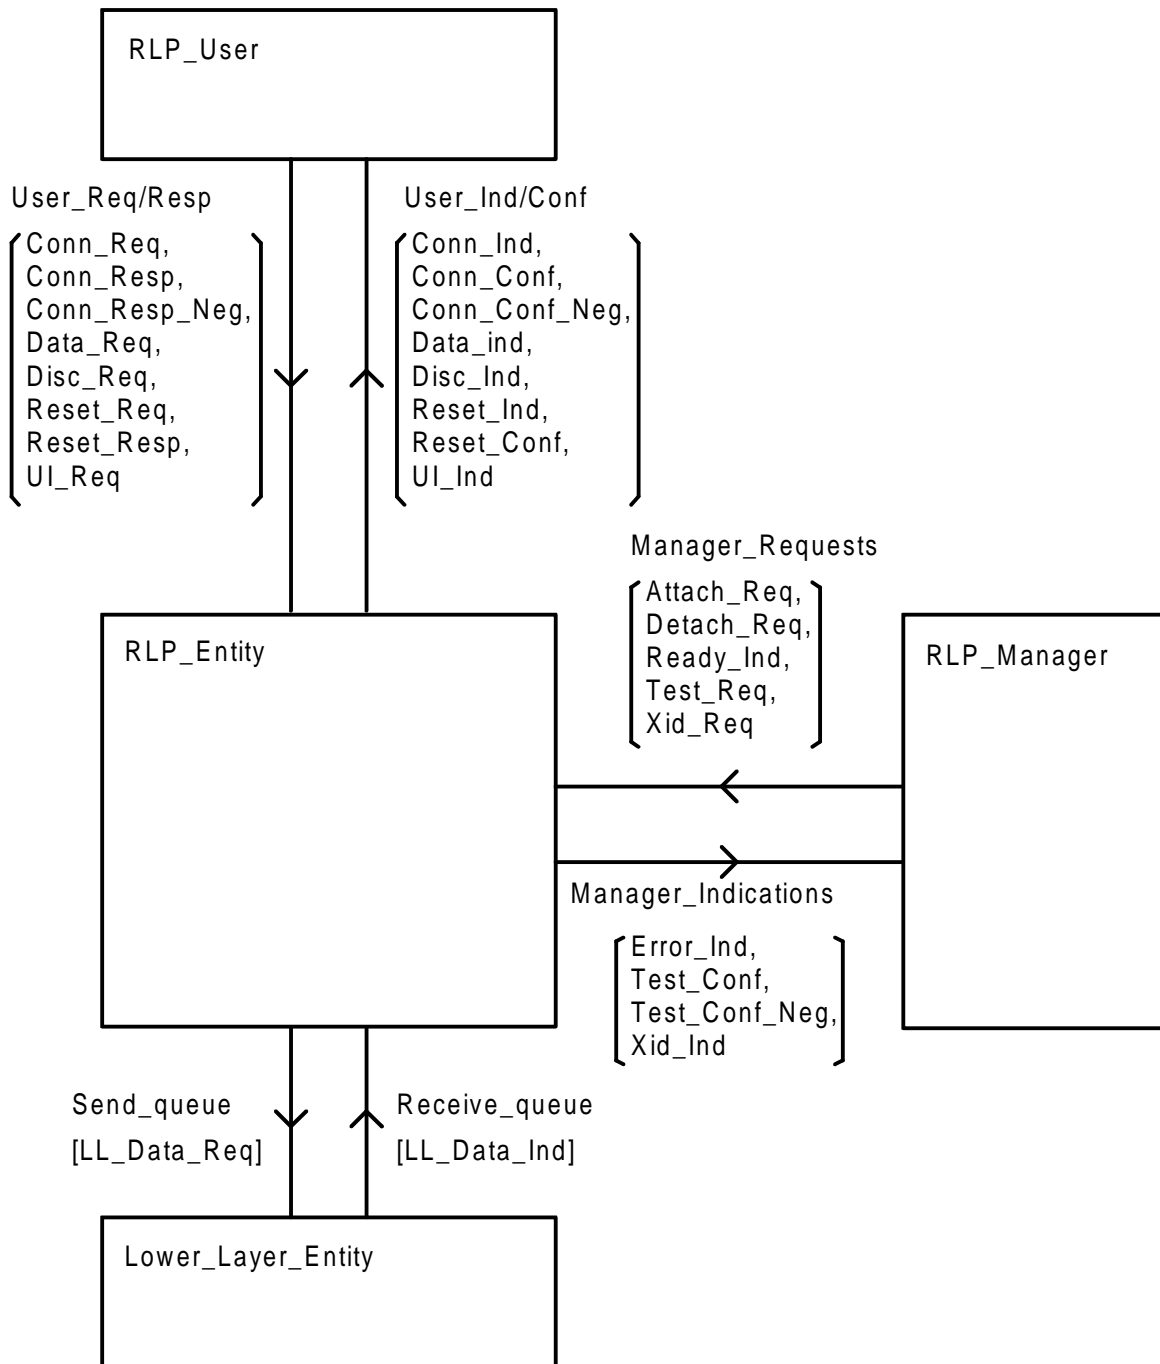 RLP_User
User_Req/Resp
Conn_Req,
Conn_Resp,
Conn_Resp_Neg,
Data_Req,
Disc_Req,
Reset_Req,
Reset_Resp,
UI_Req
User_Ind/Conf
Conn_Ind,
Conn_Conf,
Conn_Conf_Neg,
Data_ind,
Disc_Ind,
Reset_Ind,
Reset_Conf,
UI_Ind
Manager_Requests
Attach_Req,
Detach_Req,
Ready_Ind,
Test_Req,
Xid_Req
RLP_Entity
RLP_Manager
Manager_Indications
Error_Ind,
Test_Conf,
Test_Conf_Neg,
Xid_Ind
Send_queue
[LL_Data_Req]
Receive_queue
[LL_Data_Ind]
Lower_Layer_Entity